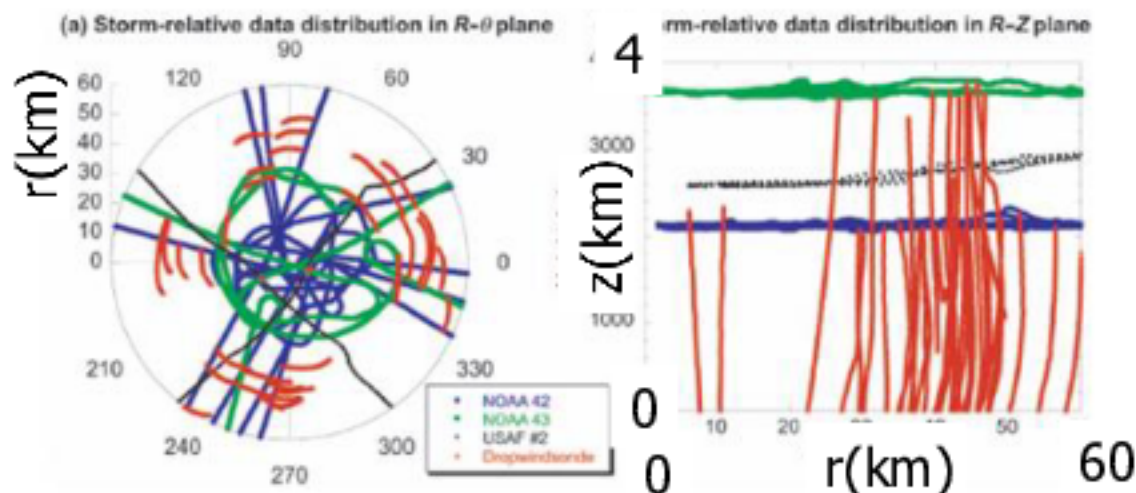 (a) Storm-relative data distribution in R-θ plane
90
120
60
r(km)
60
50
40
30
20
10
0
30
0
210
330
240
300
270
NOAA 42
NOAA 43
USAF #2
Dropwindsonde
rm-relative data distribution in R-Z plane
4
3000
z(km)
1000
0
10
20
50
0
r(km)
60